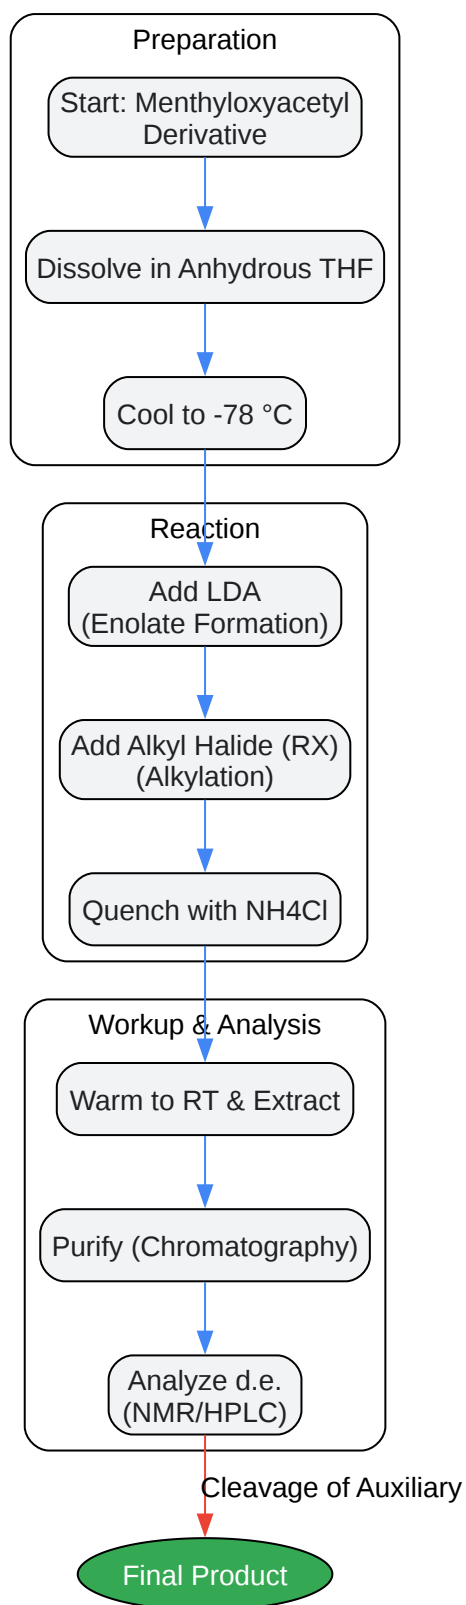 Preparation
Start: Menthyloxyacetyl
Derivative
Dissolve in Anhydrous THF
Cool to -78 °C
Reaction
Add LDA
(Enolate Formation)
Add Alkyl Halide (RX)
(Alkylation)
Quench with NH4Cl
Workup & Analysis
Warm to RT & Extract
Purify (Chromatography)
Analyze d.e.
(NMR/HPLC)
Cleavage of Auxiliary
Final Product